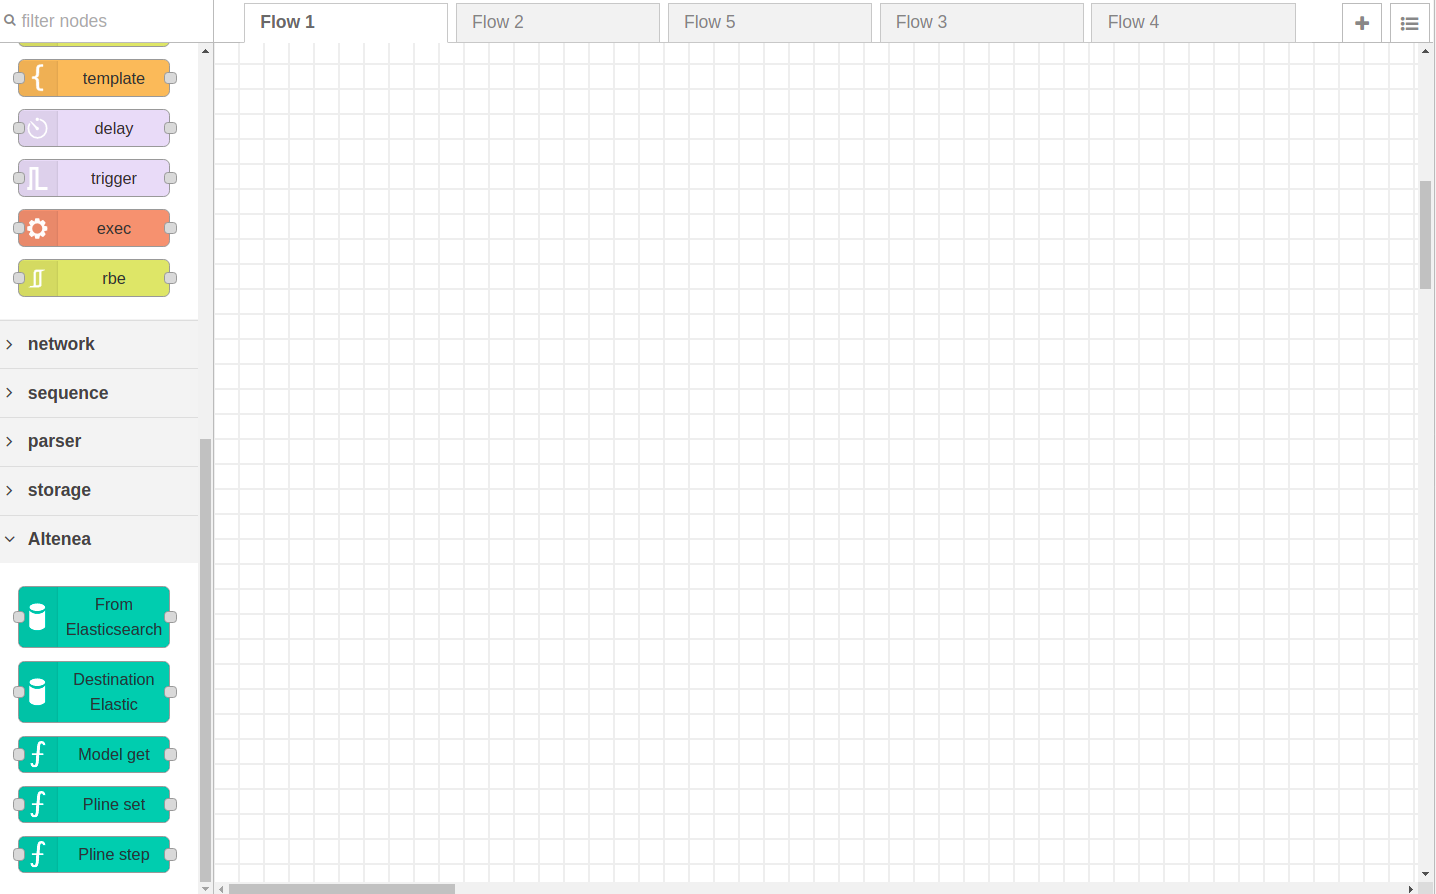 filter nodes
Flow 1
Flow 2
Flow 5
Flow 3
Flow 4
template
delay
trigger
exec
rbe
network
sequence
parser
storage
Altenea
From
Elasticsearch
Destination
Elastic
Model get
Pline set
Pline step